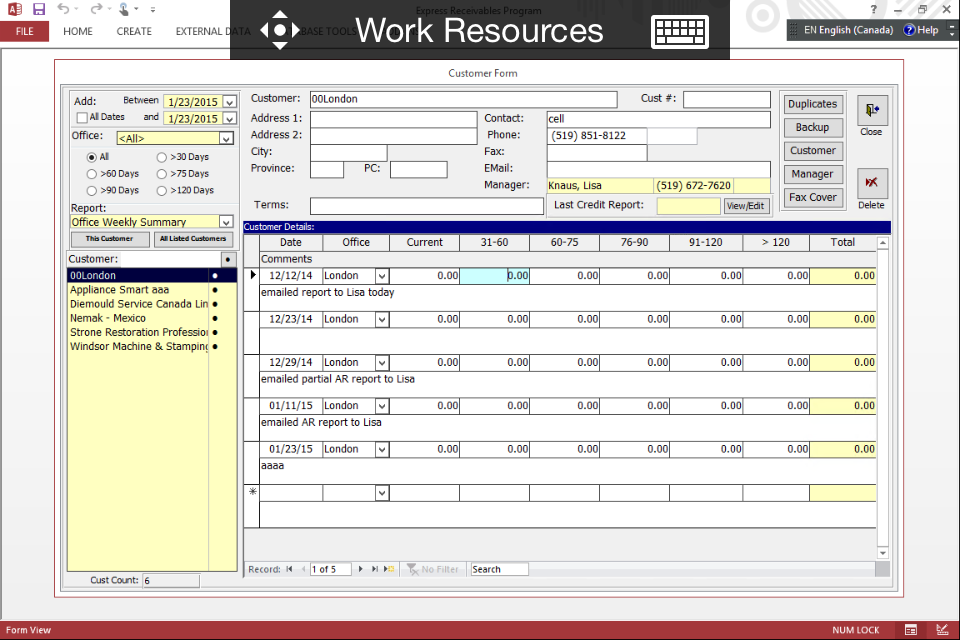 Express Receivables Program
Work Resources
FILE HOME CREATE EXTERNAL DATA DATABASE TOOLS
EN English (Canada) Help
Customer Form
Add: Between 1/23/2015
All Dates and 1/23/2015
Office: <All>
All >30 Days
>60 Days >75 Days
>90 Days >120 Days
Report:
Office Weekly Summary
This Customer All Listed Customers
Customer:
00London
Appliance Smart aaa
Diemould Service Canada Lin
Nemak - Mexico
Strone Restoration Profession
Windsor Machine & Stamping
Cust Count: 6
Customer: 00London Cust #:
Address 1: Contact: cell
Address 2: Phone: (519) 851-8122
City: Fax:
Province: PC: EMail:
Manager: Knaus, Lisa (519) 672-7620
Terms: Last Credit Report: View/Edit
Duplicates
Backup
Customer
Manager
Fax Cover
Close
Delete
Customer Details:
Date Office Current 31-60 60-75 76-90 91-120 > 120 Total
Comments
12/12/14 London 0.00 0.00 0.00 0.00 0.00 0.00 0.00
emailed report to Lisa today
12/23/14 London 0.00 0.00 0.00 0.00 0.00 0.00 0.00
12/29/14 London 0.00 0.00 0.00 0.00 0.00 0.00 0.00
emailed partial AR report to Lisa
01/11/15 London 0.00 0.00 0.00 0.00 0.00 0.00 0.00
emailed AR report to Lisa
01/23/15 London 0.00 0.00 0.00 0.00 0.00 0.00 0.00
aaaa
Record: 1 of 5 No Filter Search
Form View NUM LOCK